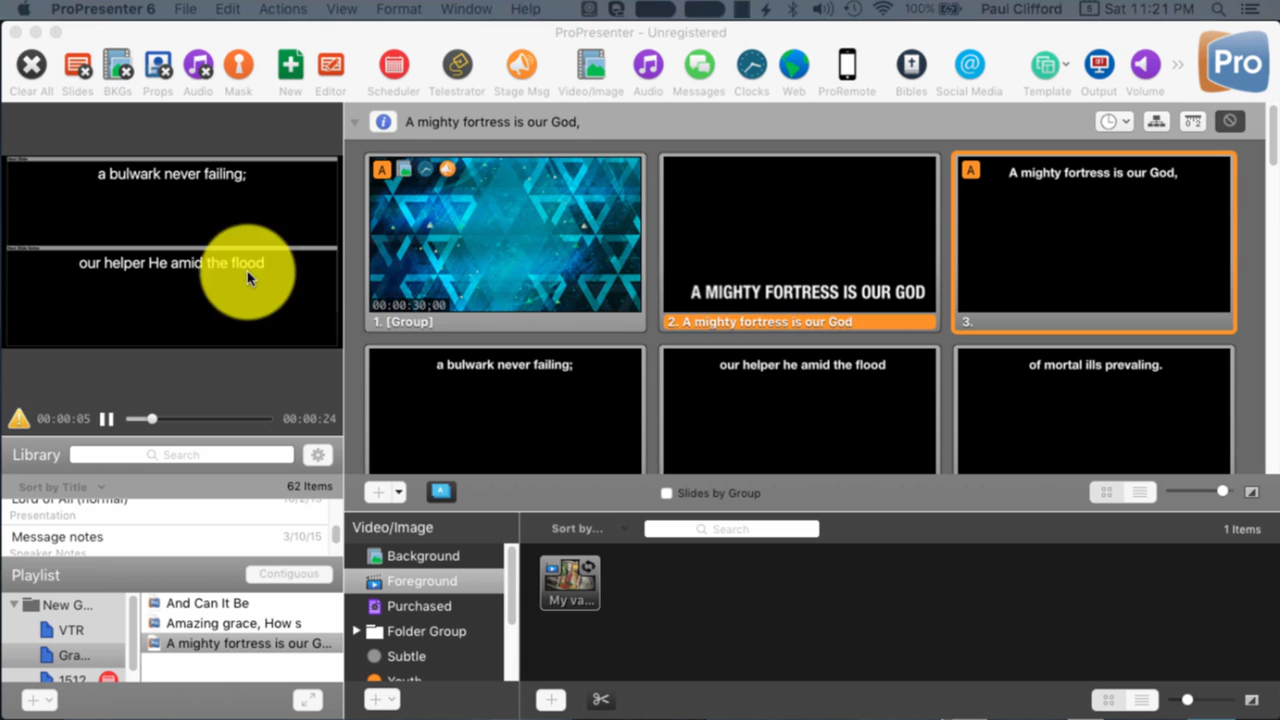 ProPresenter 6 File Edit Actions View Format Window Help 100% Paul Clifford Sat 11:21 PM
ProPresenter - Unregistered
Clear All Slides BKGs Props Audio Mask New Editor Scheduler Telestrator Stage Msg Video/Image Audio Messages Clocks Web ProRemote Bibles Social Media Template Output Volume
Pro
A mighty fortress is our God,
a bulwark never failing;
our helper He amid the flood
00:00:05 00:00:24
A
00:00:30;00
1. [Group]
A MIGHTY FORTRESS IS OUR GOD
2. A mighty fortress is our God
A
A mighty fortress is our God,
3.
a bulwark never failing;
our helper he amid the flood
of mortal ills prevaling.
Slides by Group
Library Search
Sort by Title 62 Items
Lord of All (normal)
Presentation
Message notes 3/10/15
Speaker Notes
Playlist Contiguous
New G...
VTR
Gra...
1512
And Can It Be
Amazing grace, How s
A mighty fortress is our G...
Video/Image
Background
Foreground
Purchased
Folder Group
Subtle
Youth
Sort by... Search 1 Items
My va...